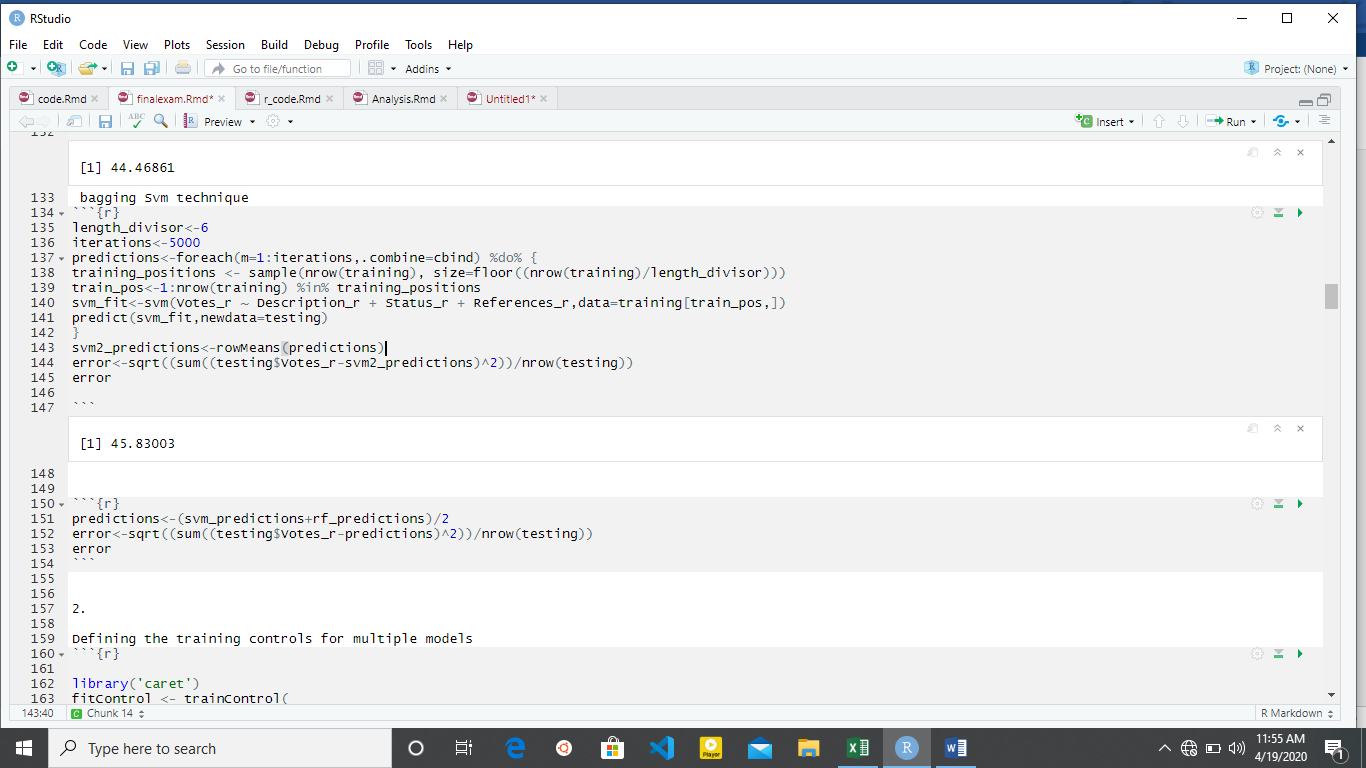 RStudio
File Edit Code View Plots Session Build Debug Profile Tools Help
Go to file/function Addins Project: (None)
code.Rmd finalexam.Rmd* r_code.Rmd Analysis.Rmd Untitled1*
ABC Preview Insert Run
132
[1] 44.46861
133 bagging Svm technique
134 ```{r}
135 length_divisor<-6
136 iterations<-5000
137 predictions<-foreach(m=1:iterations,.combine=cbind) %do% {
138 training_positions <- sample(nrow(training), size=floor((nrow(training)/length_divisor)))
139 train_pos<-1:nrow(training) %in% training_positions
140 svm_fit<-svm(Votes_r ~ Description_r + Status_r + References_r,data=training[train_pos,])
141 predict(svm_fit,newdata=testing)
142 }
143 svm2_predictions<-rowMeans(predictions)
144 error<-sqrt((sum((testing$Votes_r-svm2_predictions)^2))/nrow(testing))
145 error
146
147 ```
[1] 45.83003
148
149
150 ```{r}
151 predictions<-(svm_predictions+rf_predictions)/2
152 error<-sqrt((sum((testing$Votes_r-predictions)^2))/nrow(testing))
153 error
154 ```
155
156
157 2.
158
159 Defining the training controls for multiple models
160 ```{r}
161
162 library('caret')
163 fitControl <- trainControl(
143:40 C Chunk 14 R Markdown
Type here to search
Player
11:55 AM
4/19/2020
1